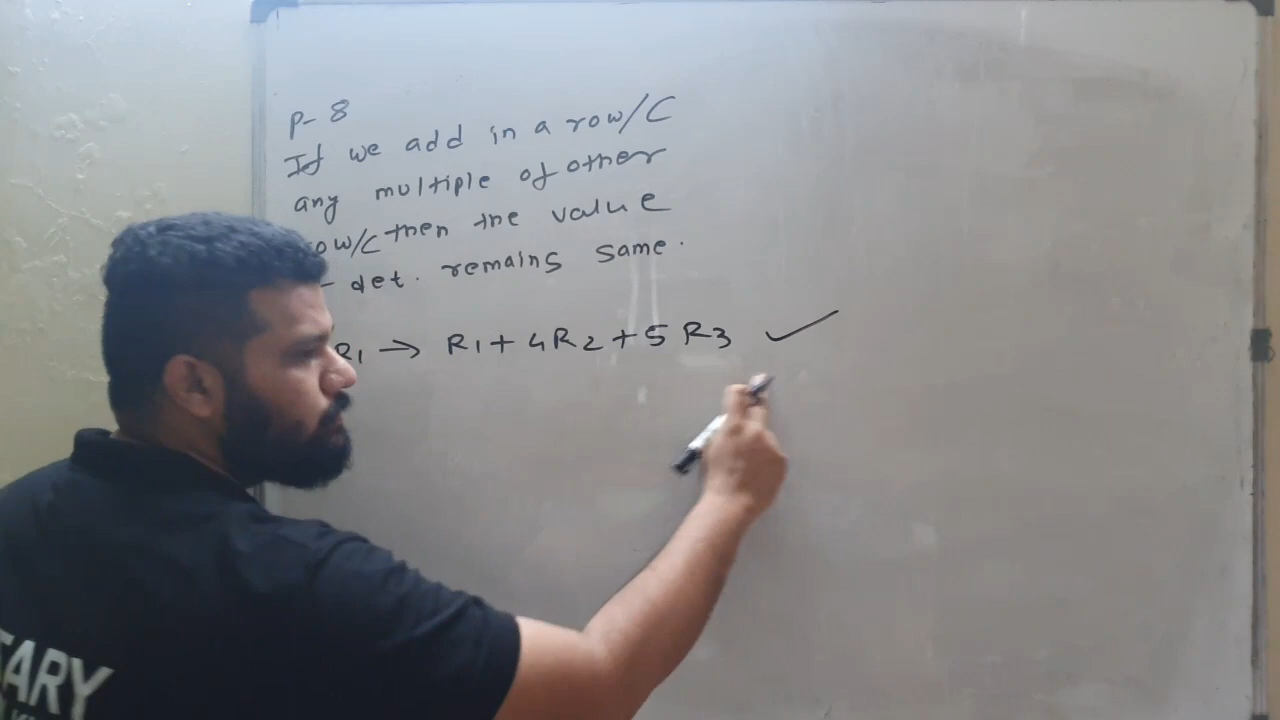 P-8
If we add in a row/C
any multiple of other
row/C then the value
det. remains same.
R1 → R1 + 4R2 + 5R3 ✓
TARY